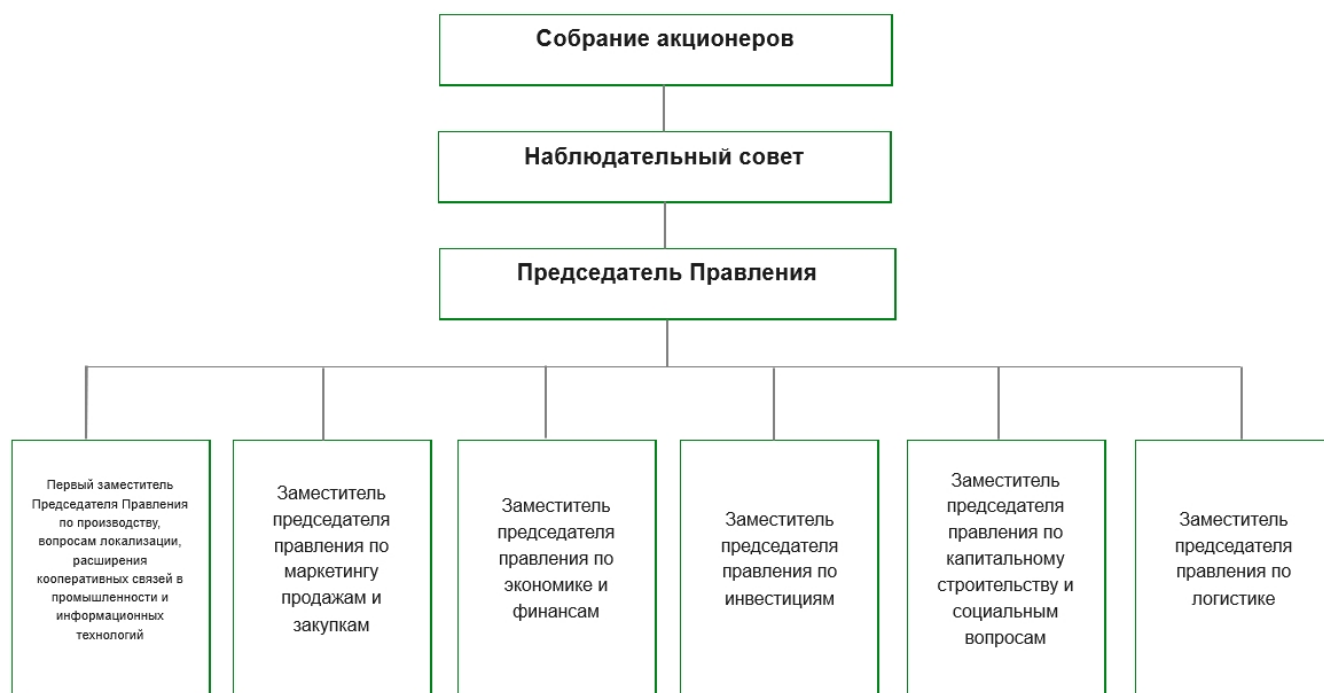 Собрание акционеров
Наблюдательный совет
Председатель Правления
Первый заместитель
Председателя Правления
по производству,
вопросам локализации,
расширения
кооперативных связей в
промышленности и
информационных
технологий
Заместитель
председателя
правления по
маркетингу
продажам и
закупкам
Заместитель
председателя
правления по
экономике и
финансам
Заместитель
председателя
правления по
инвестициям
Заместитель
председателя
правления по
капитальному
строительству и
социальным
вопросам
Заместитель
председателя
правления по
логистике